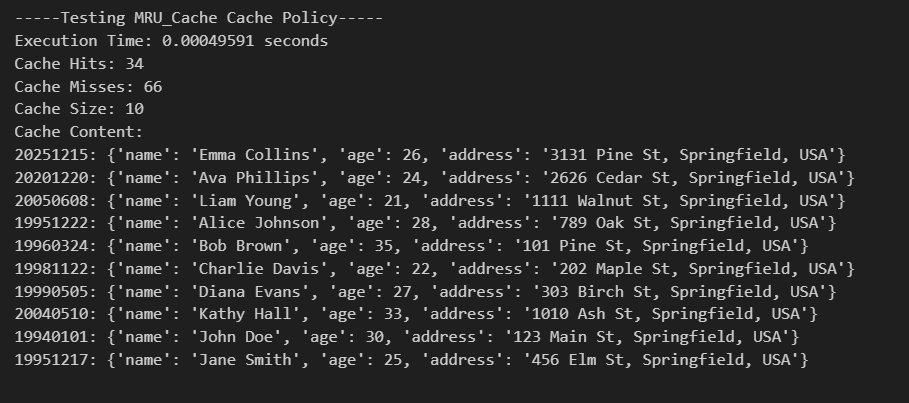 -----Testing MRU_Cache Cache Policy-----
Execution Time: 0.00049591 seconds
Cache Hits: 34
Cache Misses: 66
Cache Size: 10
Cache Content:
20251215: {'name': 'Emma Collins', 'age': 26, 'address': '3131 Pine St, Springfield, USA'}
20201220: {'name': 'Ava Phillips', 'age': 24, 'address': '2626 Cedar St, Springfield, USA'}
20050608: {'name': 'Liam Young', 'age': 21, 'address': '1111 Walnut St, Springfield, USA'}
19951222: {'name': 'Alice Johnson', 'age': 28, 'address': '789 Oak St, Springfield, USA'}
19960324: {'name': 'Bob Brown', 'age': 35, 'address': '101 Pine St, Springfield, USA'}
19981122: {'name': 'Charlie Davis', 'age': 22, 'address': '202 Maple St, Springfield, USA'}
19990505: {'name': 'Diana Evans', 'age': 27, 'address': '303 Birch St, Springfield, USA'}
20040510: {'name': 'Kathy Hall', 'age': 33, 'address': '1010 Ash St, Springfield, USA'}
19940101: {'name': 'John Doe', 'age': 30, 'address': '123 Main St, Springfield, USA'}
19951217: {'name': 'Jane Smith', 'age': 25, 'address': '456 Elm St, Springfield, USA'}